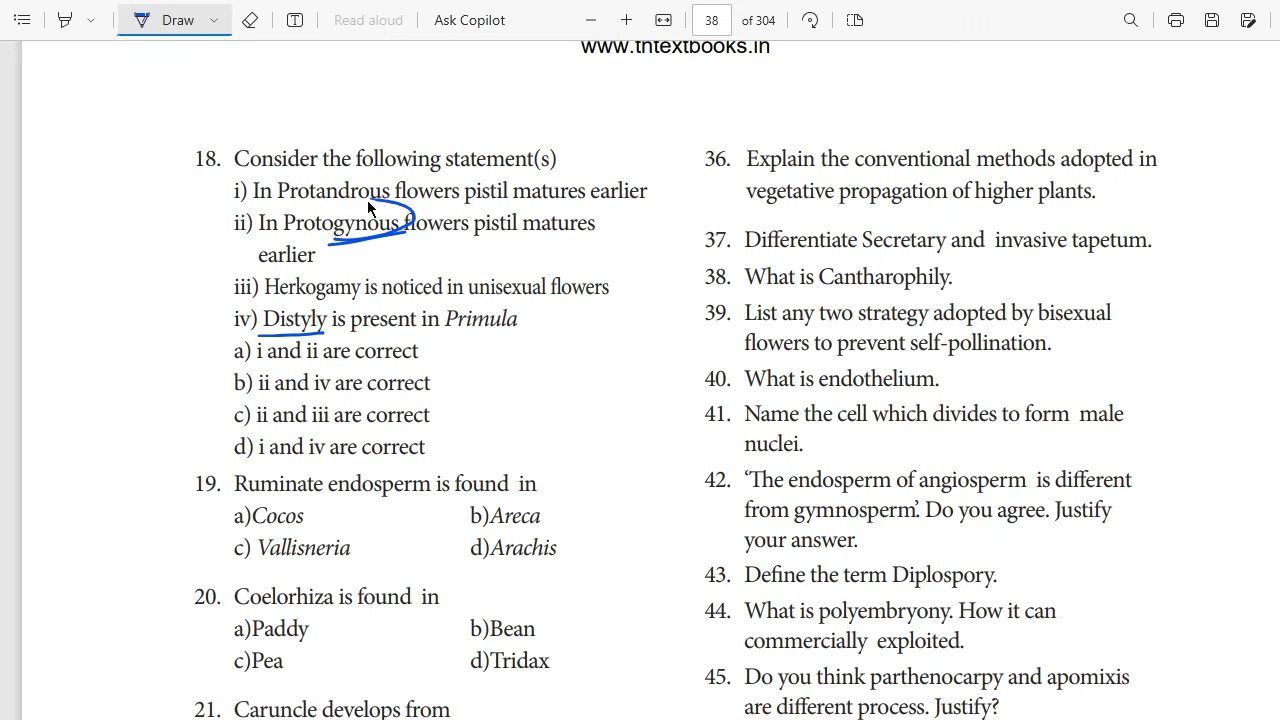 Draw
Read aloud
Ask Copilot
38
of 304
www.tntextbooks.in
18. Consider the following statement(s)
i) In Protandrous flowers pistil matures earlier
ii) In Protogynous flowers pistil matures
earlier
iii) Herkogamy is noticed in unisexual flowers
iv) Distyly is present in Primula
a) i and ii are correct
b) ii and iv are correct
c) ii and iii are correct
d) i and iv are correct
19. Ruminate endosperm is found in
a)Cocos b)Areca
c) Vallisneria d)Arachis
20. Coelorhiza is found in
a)Paddy b)Bean
c)Pea d)Tridax
21. Caruncle develops from
36. Explain the conventional methods adopted in
vegetative propagation of higher plants.
37. Differentiate Secretary and invasive tapetum.
38. What is Cantharophily.
39. List any two strategy adopted by bisexual
flowers to prevent self-pollination.
40. What is endothelium.
41. Name the cell which divides to form male
nuclei.
42. ‘The endosperm of angiosperm is different
from gymnosperm’. Do you agree. Justify
your answer.
43. Define the term Diplospory.
44. What is polyembryony. How it can
commercially exploited.
45. Do you think parthenocarpy and apomixis
are different process. Justify?